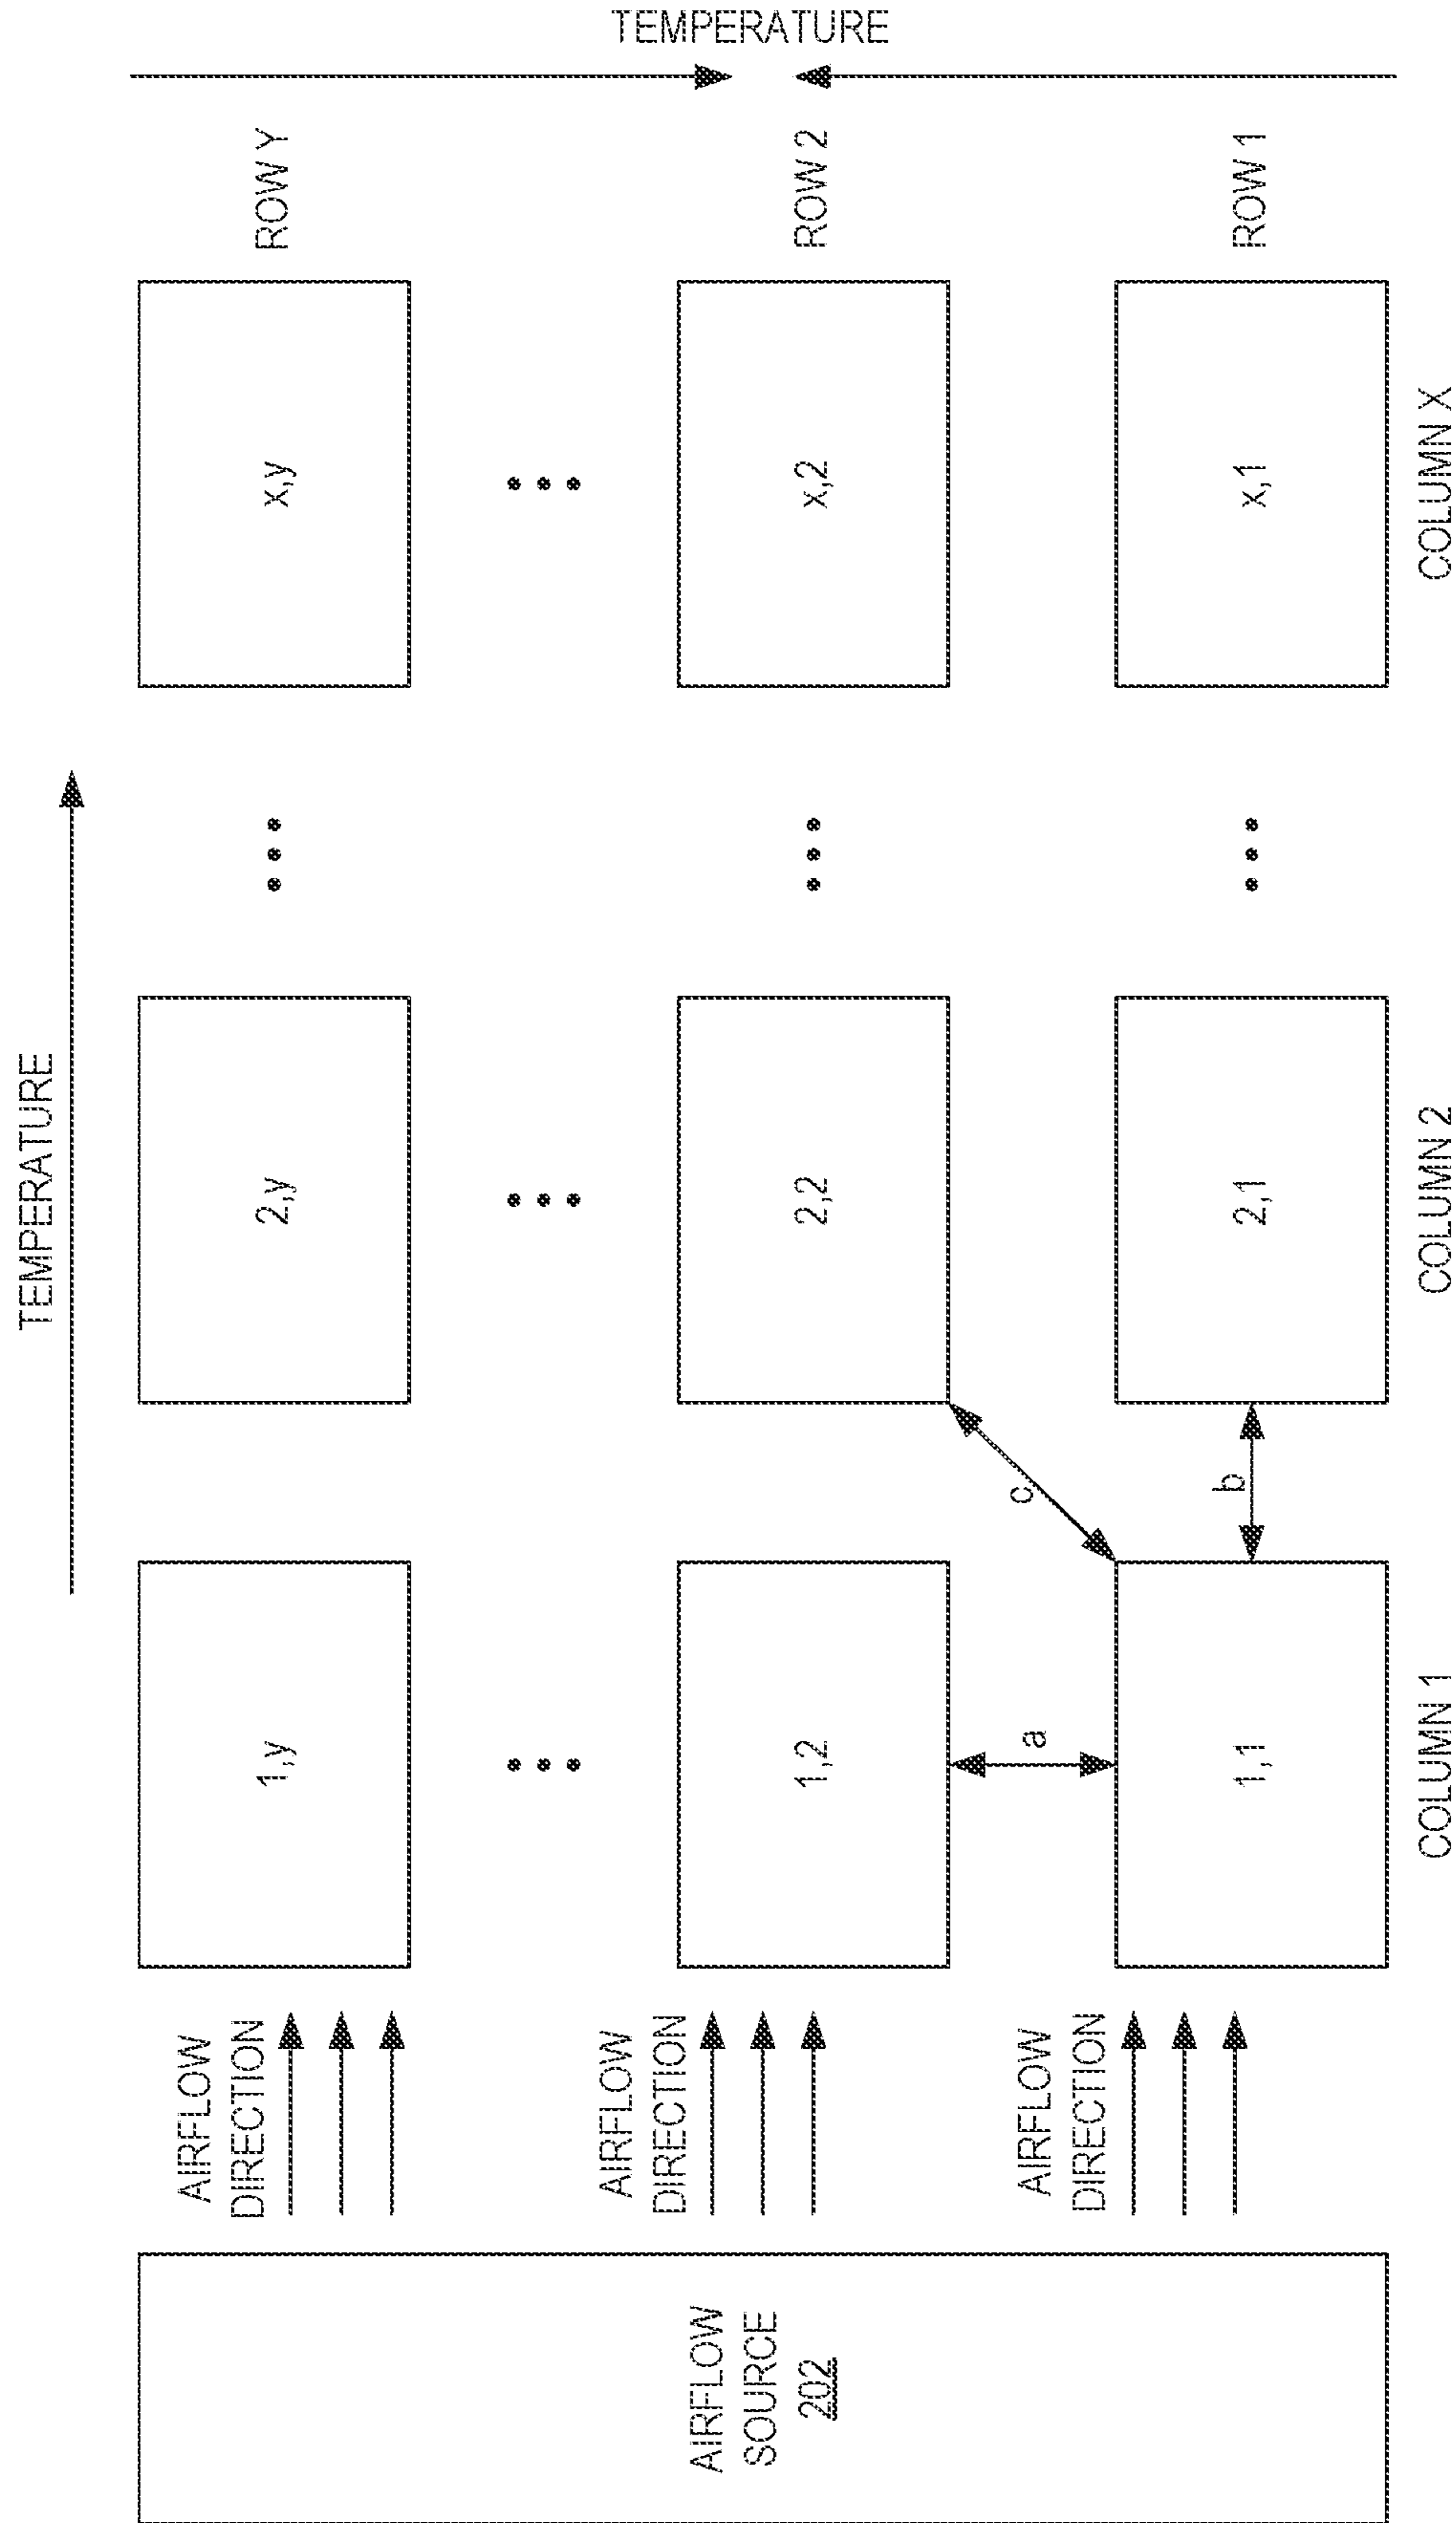 TEMPERATURE
AIRFLOW
DIRECTION
1,y
2,y
x,y
ROW Y
TEMPERATURE
AIRFLOW
SOURCE
202
AIRFLOW
DIRECTION
1,2
2,2
x,2
ROW 2
a
c
b
AIRFLOW
DIRECTION
1,1
2,1
x,1
ROW 1
COLUMN 1
COLUMN 2
COLUMN X